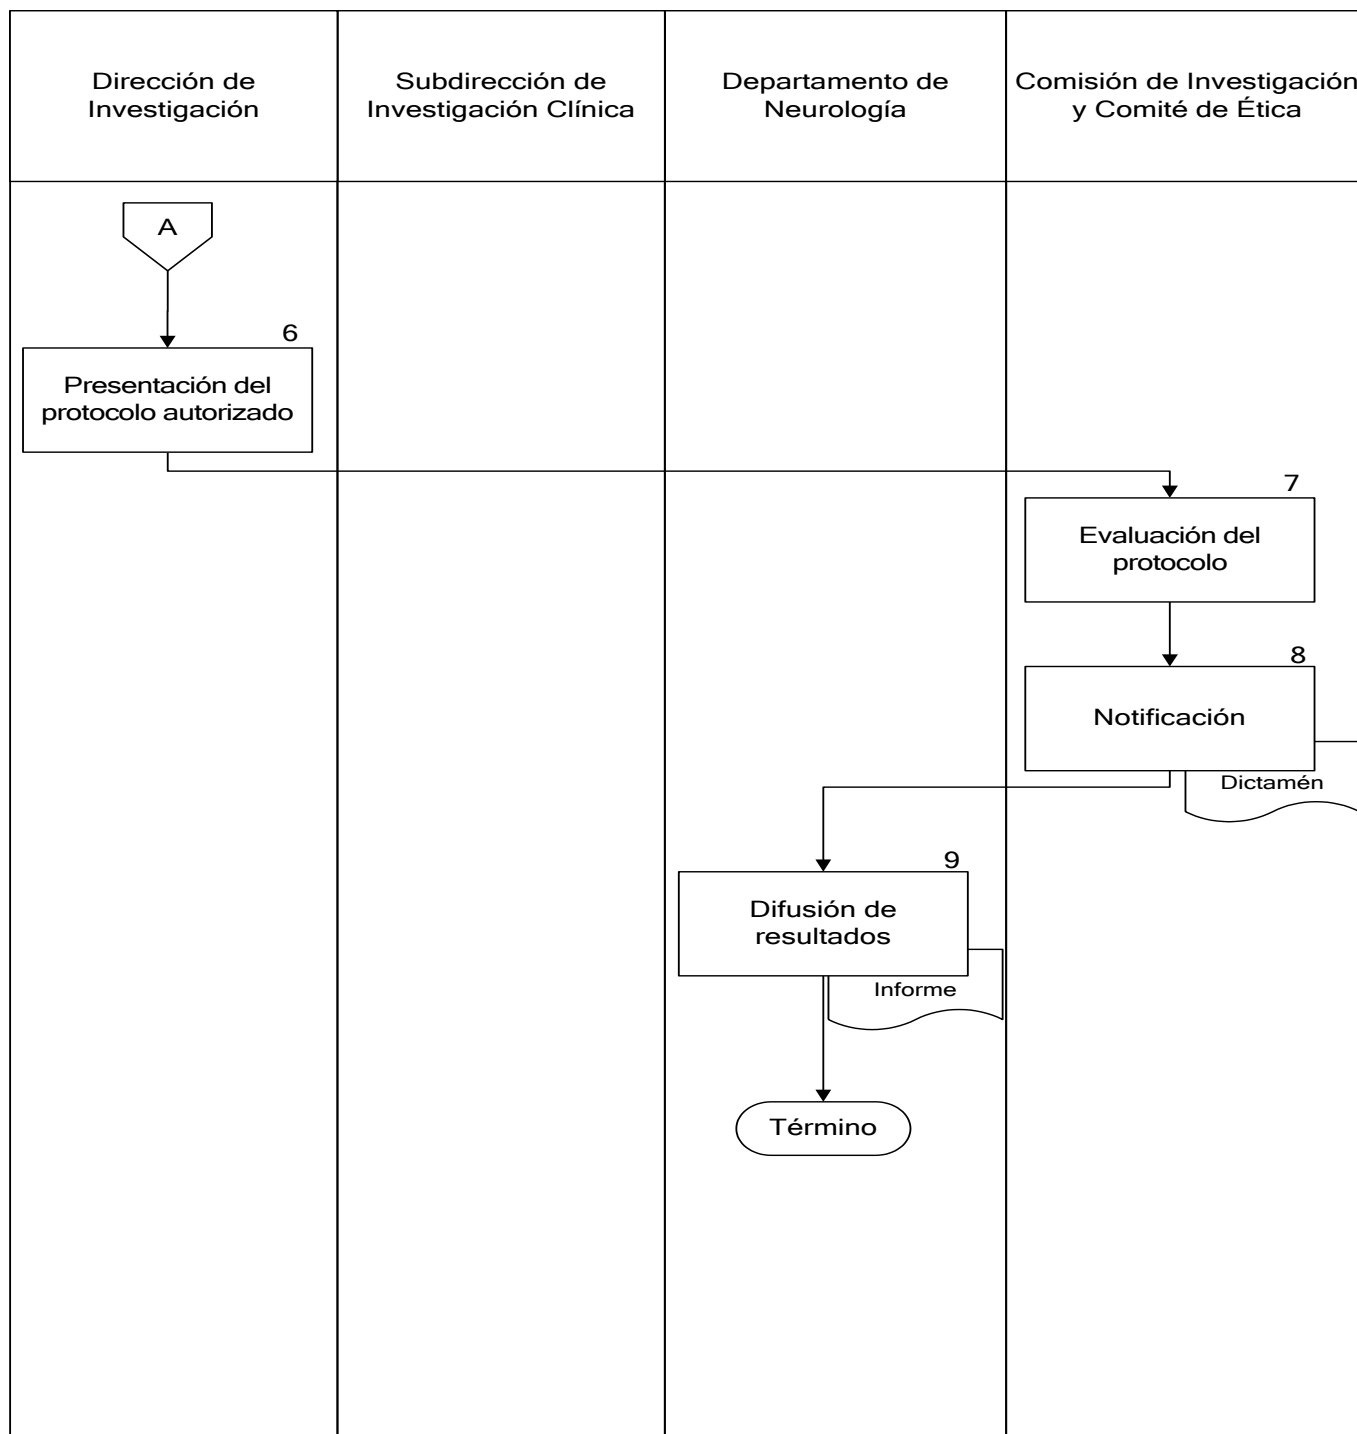 Dirección de
Investigación
Subdirección de
Investigación Clínica
Departamento de
Neurología
Comisión de Investigación
y Comité de Ética
A
6
Presentación del
protocolo autorizado
7
Evaluación del
protocolo
8
Notificación
Dictamén
9
Difusión de
resultados
Informe
Término